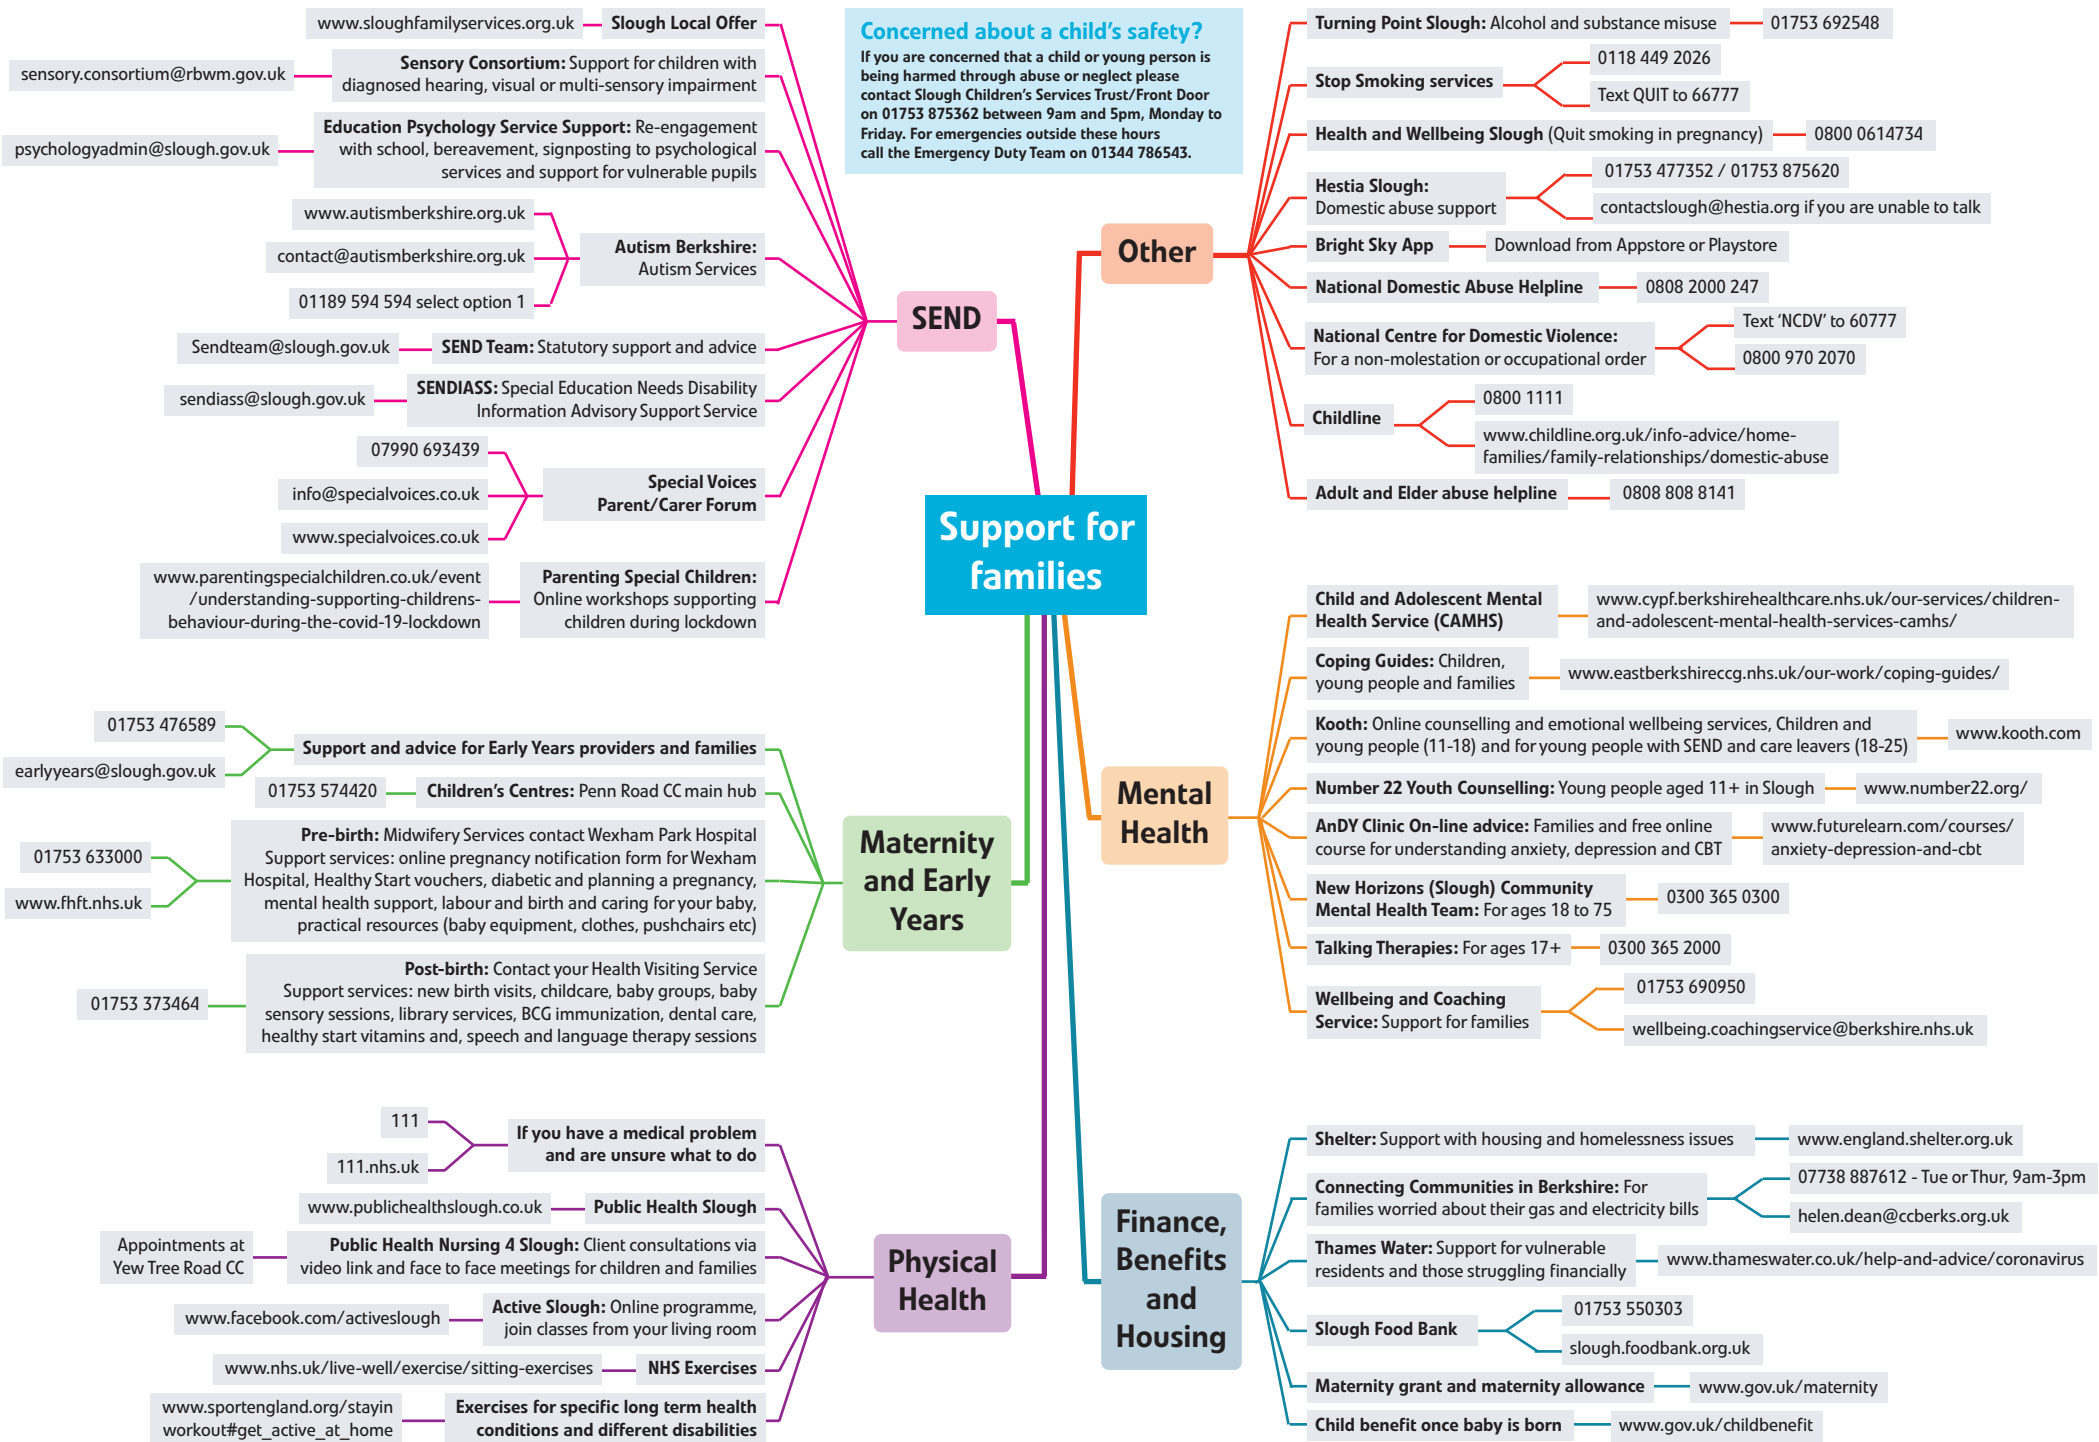 Concerned about a child's safety?
If you are concerned that a child or young person is
being harmed through abuse or neglect please
contact Slough Children's Services Trust/Front Door
on 01753 875362 between 9am and 5pm, Monday to
Friday. For emergencies outside these hours
call the Emergency Duty Team on 01344 786543.
Support for
families
SEND
Slough Local Offer
www.sloughfamilyservices.org.uk
Sensory Consortium: Support for children with
diagnosed hearing, visual or multi-sensory impairment
sensory.consortium@rbwm.gov.uk
Education Psychology Service Support: Re-engagement
with school, bereavement, signposting to psychological
services and support for vulnerable pupils
psychologyadmin@slough.gov.uk
Autism Berkshire:
Autism Services
www.autismberkshire.org.uk
contact@autismberkshire.org.uk
01189 594 594 select option 1
SEND Team: Statutory support and advice
Sendteam@slough.gov.uk
SENDIASS: Special Education Needs Disability
Information Advisory Support Service
sendiass@slough.gov.uk
Special Voices
Parent/Carer Forum
07990 693439
info@specialvoices.co.uk
www.specialvoices.co.uk
Parenting Special Children:
Online workshops supporting
children during lockdown
www.parentingspecialchildren.co.uk/event
/understanding-supporting-childrens-
behaviour-during-the-covid-19-lockdown
Maternity
and Early
Years
Support and advice for Early Years providers and families
01753 476589
earlyyears@slough.gov.uk
Children's Centres: Penn Road CC main hub
01753 574420
Pre-birth: Midwifery Services contact Wexham Park Hospital
Support services: online pregnancy notification form for Wexham
Hospital, Healthy Start vouchers, diabetic and planning a pregnancy,
mental health support, labour and birth and caring for your baby,
practical resources (baby equipment, clothes, pushchairs etc)
01753 633000
www.fhft.nhs.uk
Post-birth: Contact your Health Visiting Service
Support services: new birth visits, childcare, baby groups, baby
sensory sessions, library services, BCG immunization, dental care,
healthy start vitamins and, speech and language therapy sessions
01753 373464
Physical
Health
If you have a medical problem
and are unsure what to do
111
111.nhs.uk
Public Health Slough
www.publichealthslough.co.uk
Public Health Nursing 4 Slough: Client consultations via
video link and face to face meetings for children and families
Appointments at
Yew Tree Road CC
Active Slough: Online programme,
join classes from your living room
www.facebook.com/activeslough
NHS Exercises
www.nhs.uk/live-well/exercise/sitting-exercises
Exercises for specific long term health
conditions and different disabilities
www.sportengland.org/stayin
workout#get_active_at_home
Other
Turning Point Slough: Alcohol and substance misuse
01753 692548
Stop Smoking services
0118 449 2026
Text QUIT to 66777
Health and Wellbeing Slough (Quit smoking in pregnancy)
0800 0614734
Hestia Slough:
Domestic abuse support
01753 477352 / 01753 875620
contactslough@hestia.org if you are unable to talk
Bright Sky App
Download from Appstore or Playstore
National Domestic Abuse Helpline
0808 2000 247
National Centre for Domestic Violence:
For a non-molestation or occupational order
Text 'NCDV' to 60777
0800 970 2070
Childline
0800 1111
www.childline.org.uk/info-advice/home-
families/family-relationships/domestic-abuse
Adult and Elder abuse helpline
0808 808 8141
Mental
Health
Child and Adolescent Mental
Health Service (CAMHS)
www.cypf.berkshirehealthcare.nhs.uk/our-services/children-
and-adolescent-mental-health-services-camhs/
Coping Guides: Children,
young people and families
www.eastberkshireccg.nhs.uk/our-work/coping-guides/
Kooth: Online counselling and emotional wellbeing services, Children and
young people (11-18) and for young people with SEND and care leavers (18-25)
www.kooth.com
Number 22 Youth Counselling: Young people aged 11+ in Slough
www.number22.org/
AnDY Clinic On-line advice: Families and free online
course for understanding anxiety, depression and CBT
www.futurelearn.com/courses/
anxiety-depression-and-cbt
New Horizons (Slough) Community
Mental Health Team: For ages 18 to 75
0300 365 0300
Talking Therapies: For ages 17+
0300 365 2000
Wellbeing and Coaching
Service: Support for families
01753 690950
wellbeing.coachingservice@berkshire.nhs.uk
Finance,
Benefits
and
Housing
Shelter: Support with housing and homelessness issues
www.england.shelter.org.uk
Connecting Communities in Berkshire: For
families worried about their gas and electricity bills
07738 887612 - Tue or Thur, 9am-3pm
helen.dean@ccberks.org.uk
Thames Water: Support for vulnerable
residents and those struggling financially
www.thameswater.co.uk/help-and-advice/coronavirus
Slough Food Bank
01753 550303
slough.foodbank.org.uk
Maternity grant and maternity allowance
www.gov.uk/maternity
Child benefit once baby is born
www.gov.uk/childbenefit